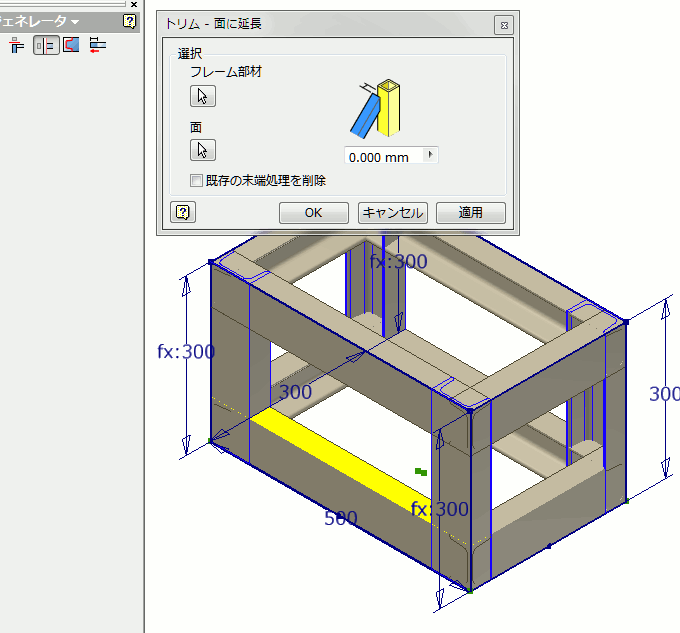 ジェネレータ
トリム - 面に延長
選択
フレーム部材
面
0.000 mm
既存の末端処理を削除
OK
キャンセル
適用
fx:300
fx:300
300
300
fx:300
500